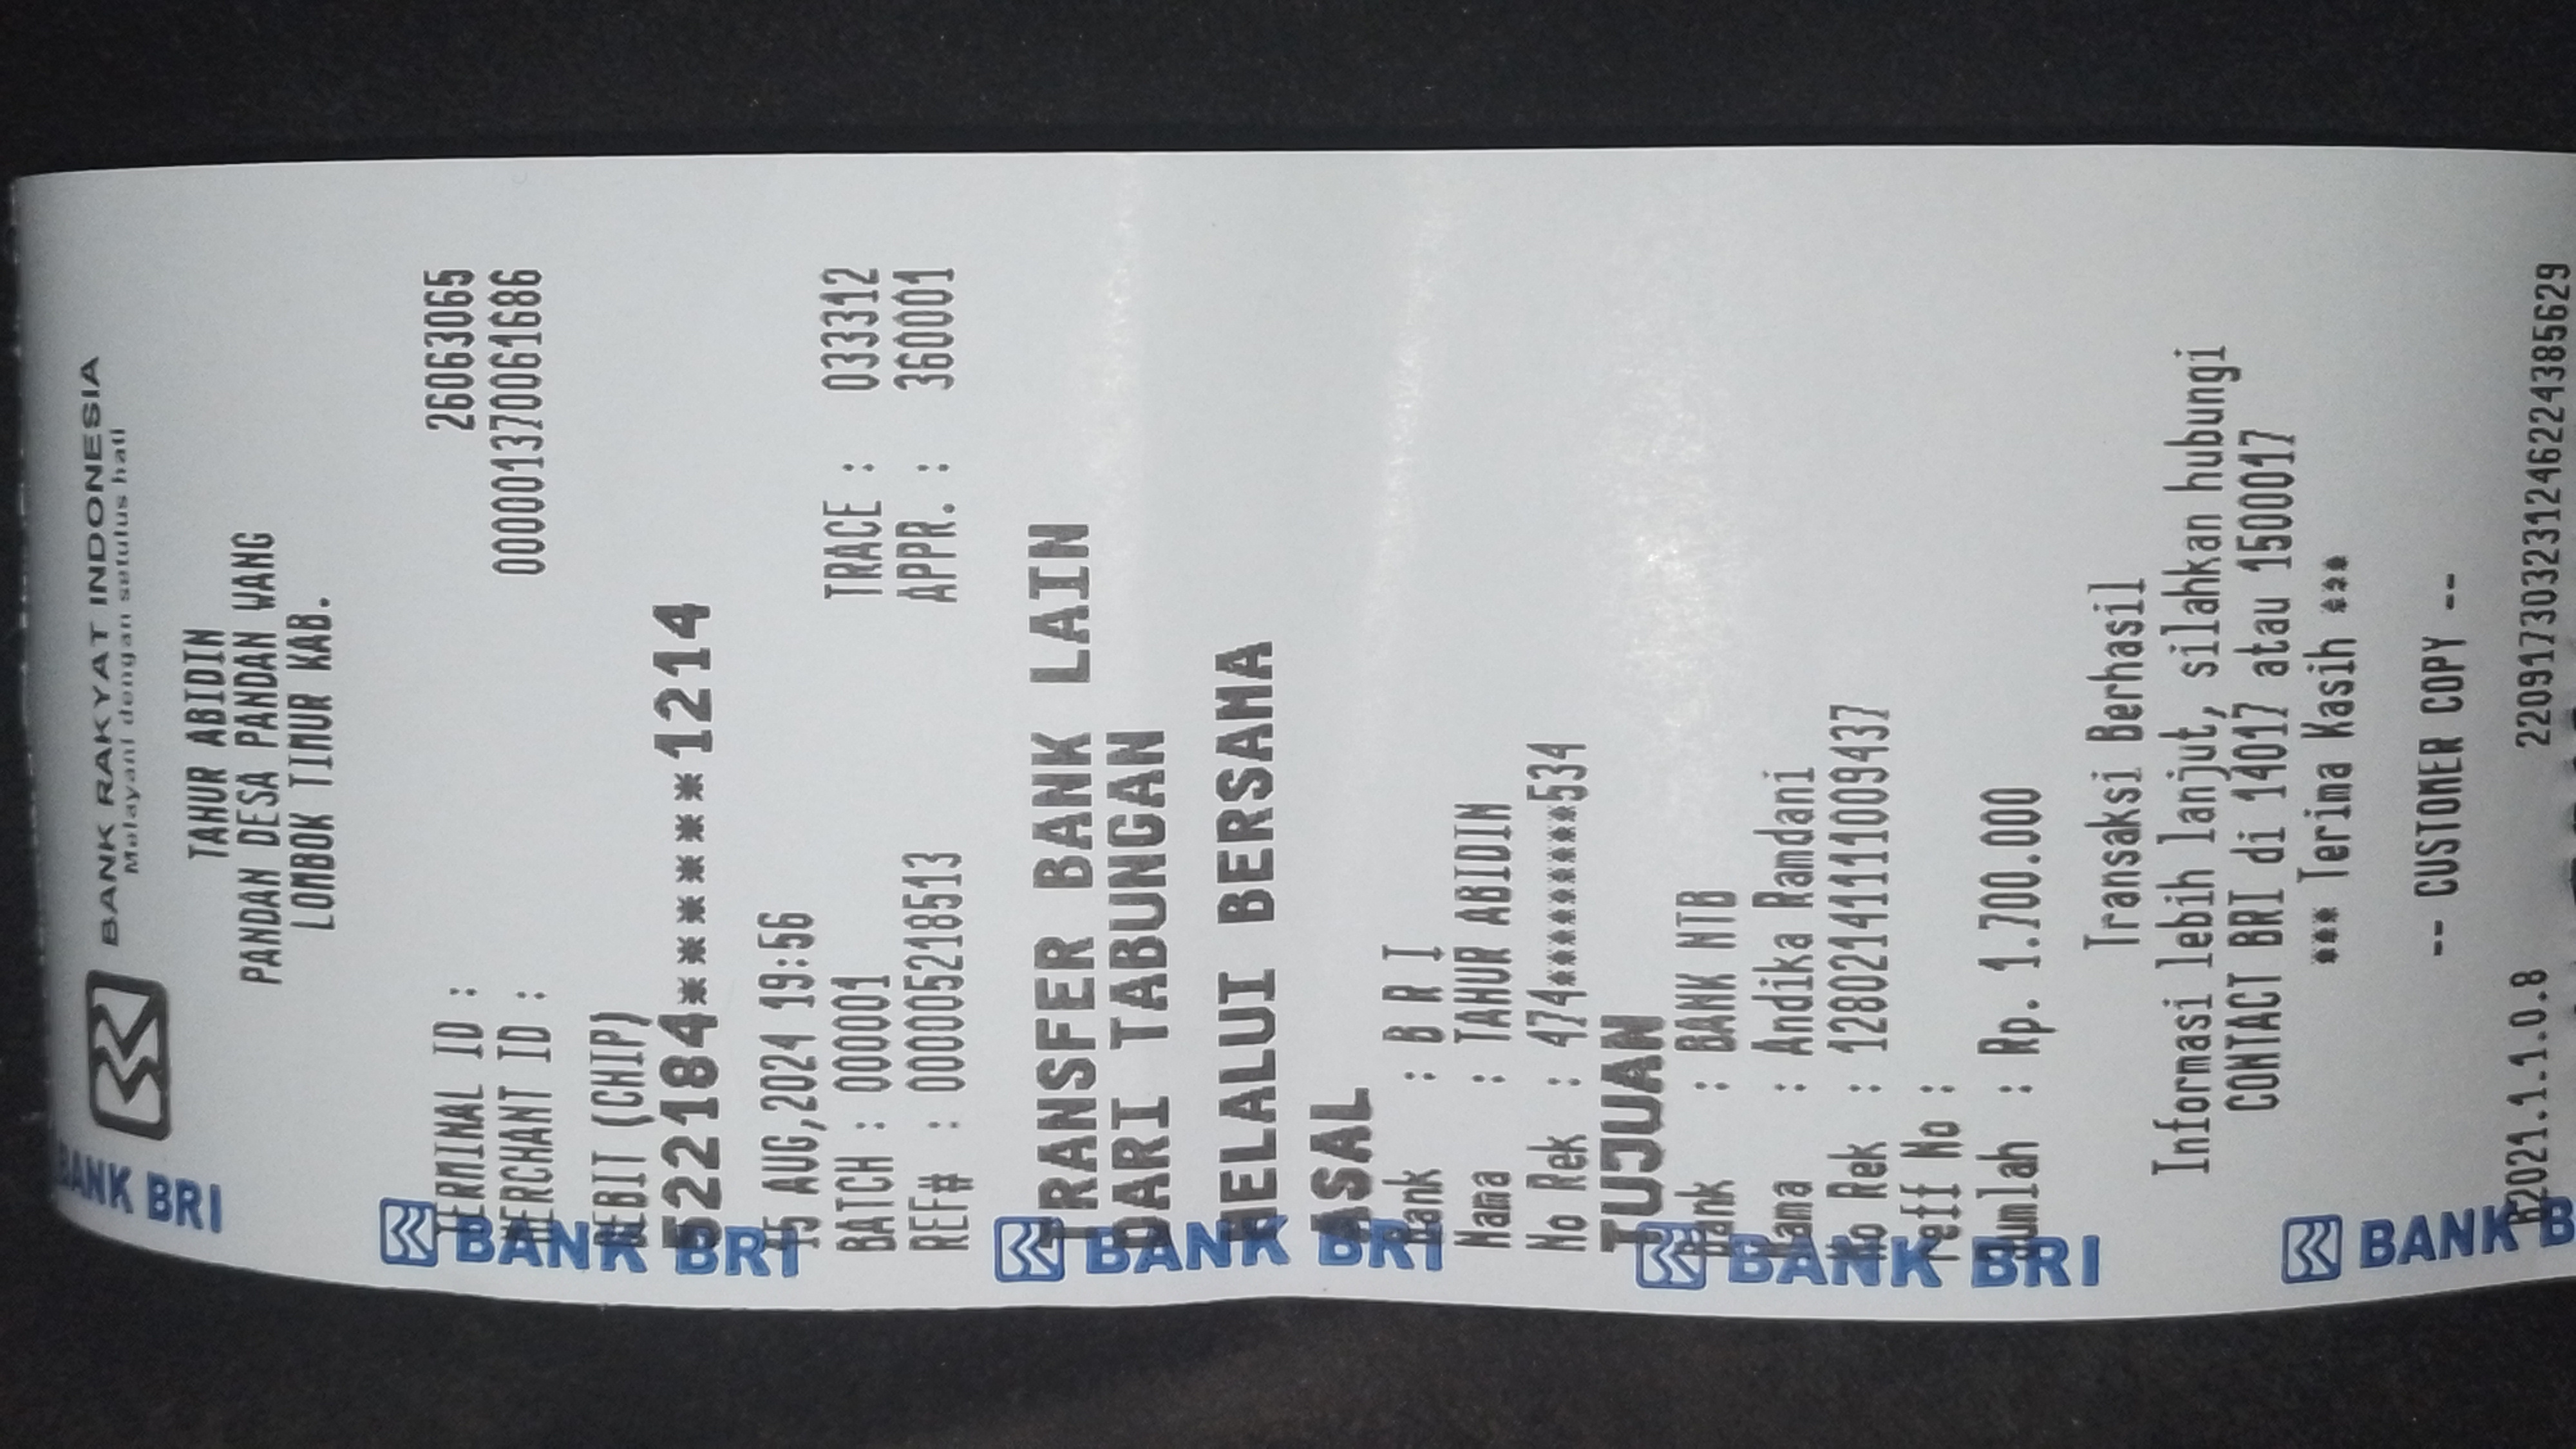 BANK RAKYAT INDONESIA
Melayani dengan setulus hati
TAHUR ABIDIN
PANDAN DESA PANDAN WANG
LOMBOK TIMUR KAB.
TERMINAL ID : 26063065
MERCHANT ID : 000001370061686
DEBIT (CHIP)
522184******1214
15 AUG,2024 19:56
BATCH : 000001 TRACE : 033312
REF# : 000005218513 APPR. : 360001
TRANSFER BANK LAIN
DARI TABUNGAN
MELALUI BERSAMA
ASAL
Bank : B R I
Nama : TAHUR ABIDIN
No Rek : 474*********534
TUJUAN
Bank : BANK NTB
Nama : Andika Ramdani
No Rek : 1280214111009437
Reff No :
Jumlah : Rp. 1.700.000
Transaksi Berhasil
Informasi lebih lanjut, silahkan hubungi
CONTACT BRI di 14017 atau 1500017
*** Terima Kasih ***
-- CUSTOMER COPY --
R2021.1.1.0.8 220917303231246224385629
BANK BRI
BANK BRI
BANK BRI
BANK BRI
BANK B